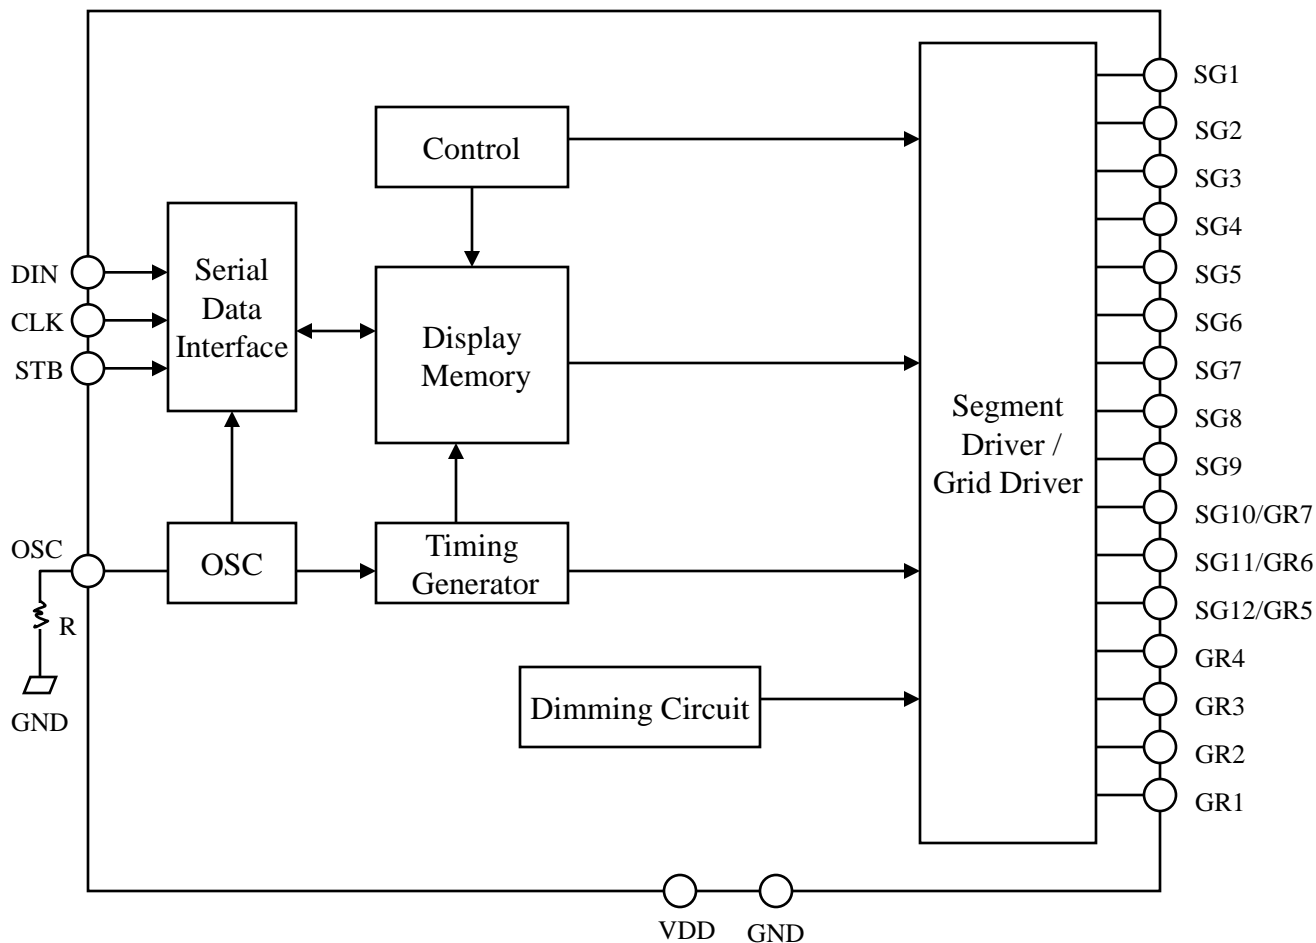 Control
Serial
Data
Interface
DIN
CLK
STB
Display
Memory
OSC
OSC
Timing
Generator
R
GND
Dimming Circuit
Segment
Driver /
Grid Driver
SG1
SG2
SG3
SG4
SG5
SG6
SG7
SG8
SG9
SG10/GR7
SG11/GR6
SG12/GR5
GR4
GR3
GR2
GR1
VDD
GND